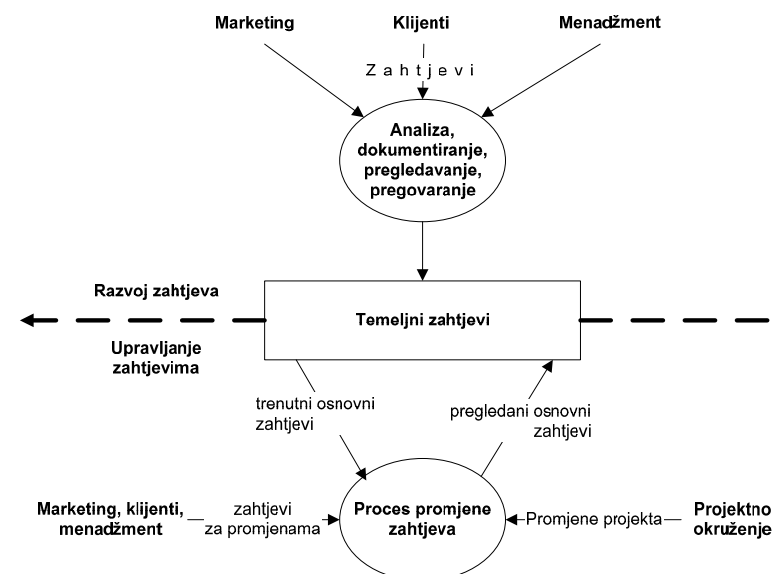 Marketing
Klijenti
Menadžment
Zahtjevi
Analiza,
dokumentiranje,
pregledavanje,
pregovaranje
Razvoj zahtjeva
Temeljni zahtjevi
Upravljanje
zahtjevima
trenutni osnovni
zahtjevi
pregledani osnovni
zahtjevi
Marketing, klijenti,
menadžment
zahtjevi
za promjenama
Proces promjene
zahtjeva
Promjene projekta
Projektno
okruženje